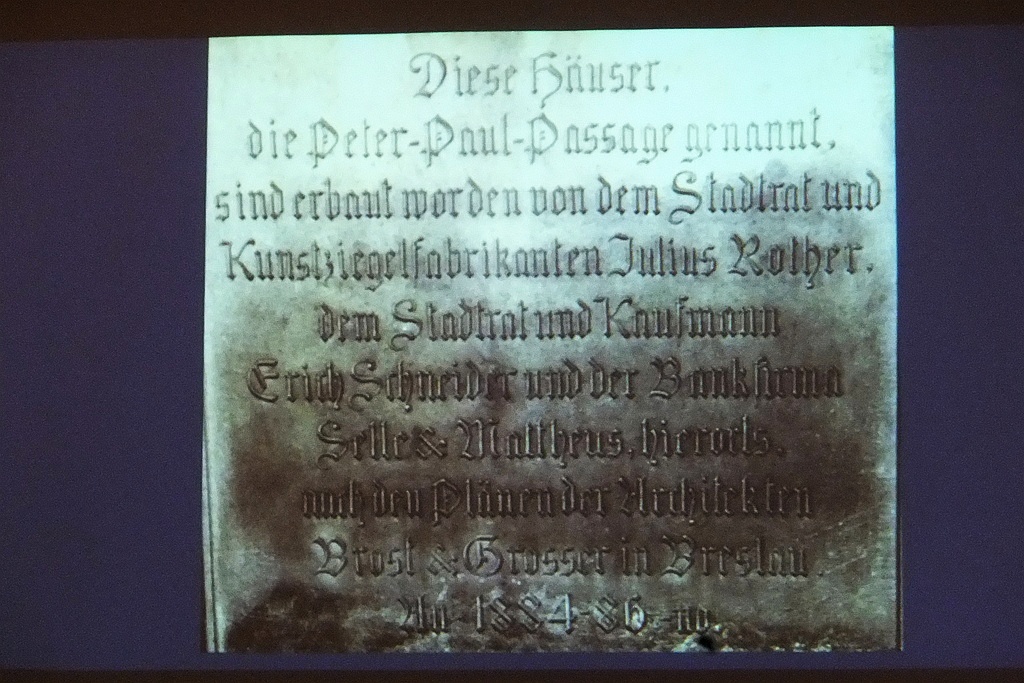 Diese Häuser,
die Peter-Paul-Passage genannt,
sind erbaut worden von dem Stadtrat und
Kunstziegelfabrikanten Julius Rother,
dem Stadtrat und Kaufmann
Erich Schneider und der Bankfirma
Selle & Mattheus, hierorts,
nach den Plänen der Architekten
Brost & Grosser in Breslau.
An- 1884-86 -no